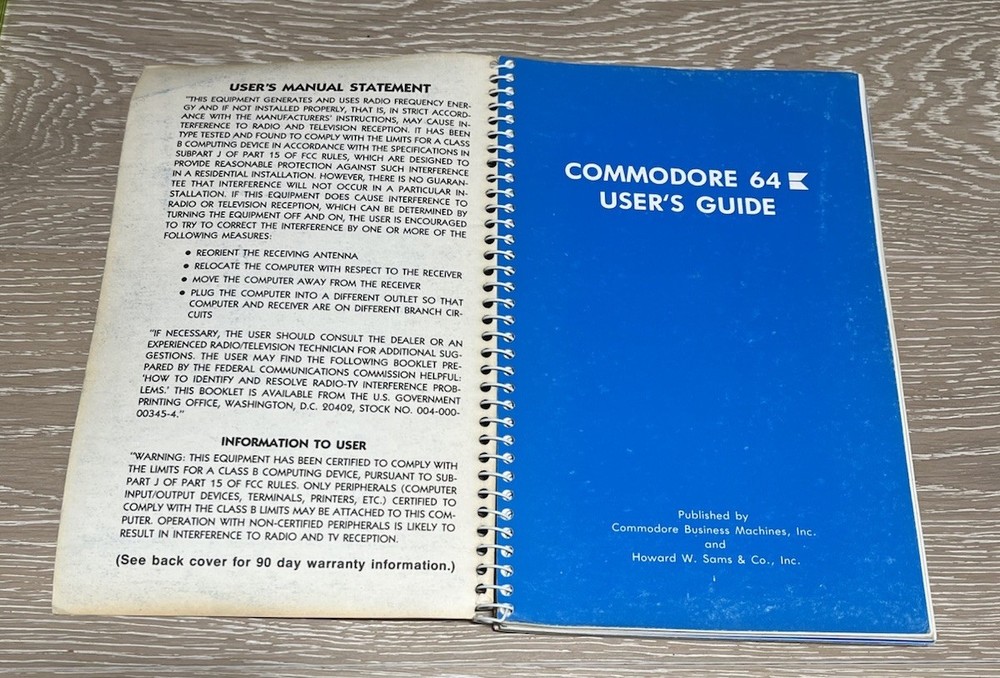 USER'S MANUAL STATEMENT
"THIS EQUIPMENT GENERATES AND USES RADIO FREQUENCY ENER-
GY AND IF NOT INSTALLED PROPERLY, THAT IS, IN STRICT ACCORD-
ANCE WITH THE MANUFACTURERS' INSTRUCTIONS, MAY CAUSE IN-
TERFERENCE TO RADIO AND TELEVISION RECEPTION. IT HAS BEEN
TYPE TESTED AND FOUND TO COMPLY WITH THE LIMITS FOR A CLASS
B COMPUTING DEVICE IN ACCORDANCE WITH THE SPECIFICATIONS IN
SUBPART J OF PART 15 OF FCC RULES, WHICH ARE DESIGNED TO
PROVIDE REASONABLE PROTECTION AGAINST SUCH INTERFERENCE
IN A RESIDENTIAL INSTALLATION. HOWEVER, THERE IS NO GUARAN-
TEE THAT INTERFERENCE WILL NOT OCCUR IN A PARTICULAR IN-
STALLATION. IF THIS EQUIPMENT DOES CAUSE INTERFERENCE TO
RADIO OR TELEVISION RECEPTION, WHICH CAN BE DETERMINED BY
TURNING THE EQUIPMENT OFF AND ON, THE USER IS ENCOURAGED
TO TRY TO CORRECT THE INTERFERENCE BY ONE OR MORE OF THE
FOLLOWING MEASURES:
• REORIENT THE RECEIVING ANTENNA
• RELOCATE THE COMPUTER WITH RESPECT TO THE RECEIVER
• MOVE THE COMPUTER AWAY FROM THE RECEIVER
• PLUG THE COMPUTER INTO A DIFFERENT OUTLET SO THAT
COMPUTER AND RECEIVER ARE ON DIFFERENT BRANCH CIR-
CUITS
"IF NECESSARY, THE USER SHOULD CONSULT THE DEALER OR AN
EXPERIENCED RADIO/TELEVISION TECHNICIAN FOR ADDITIONAL SUG-
GESTIONS. THE USER MAY FIND THE FOLLOWING BOOKLET PRE-
PARED BY THE FEDERAL COMMUNICATIONS COMMISSION HELPFUL:
'HOW TO IDENTIFY AND RESOLVE RADIO-TV INTERFERENCE PROB-
LEMS.' THIS BOOKLET IS AVAILABLE FROM THE U.S. GOVERNMENT
PRINTING OFFICE, WASHINGTON, D.C. 20402, STOCK NO. 004-000-
00345-4."
INFORMATION TO USER
"WARNING: THIS EQUIPMENT HAS BEEN CERTIFIED TO COMPLY WITH
THE LIMITS FOR A CLASS B COMPUTING DEVICE, PURSUANT TO SUB-
PART J OF PART 15 OF FCC RULES. ONLY PERIPHERALS (COMPUTER
INPUT/OUTPUT DEVICES, TERMINALS, PRINTERS, ETC.) CERTIFIED TO
COMPLY WITH THE CLASS B LIMITS MAY BE ATTACHED TO THIS COM-
PUTER. OPERATION WITH NON-CERTIFIED PERIPHERALS IS LIKELY TO
RESULT IN INTERFERENCE TO RADIO AND TV RECEPTION.
(See back cover for 90 day warranty information.)
COMMODORE 64
USER'S GUIDE
Published by
Commodore Business Machines, Inc.
and
Howard W. Sams & Co., Inc.